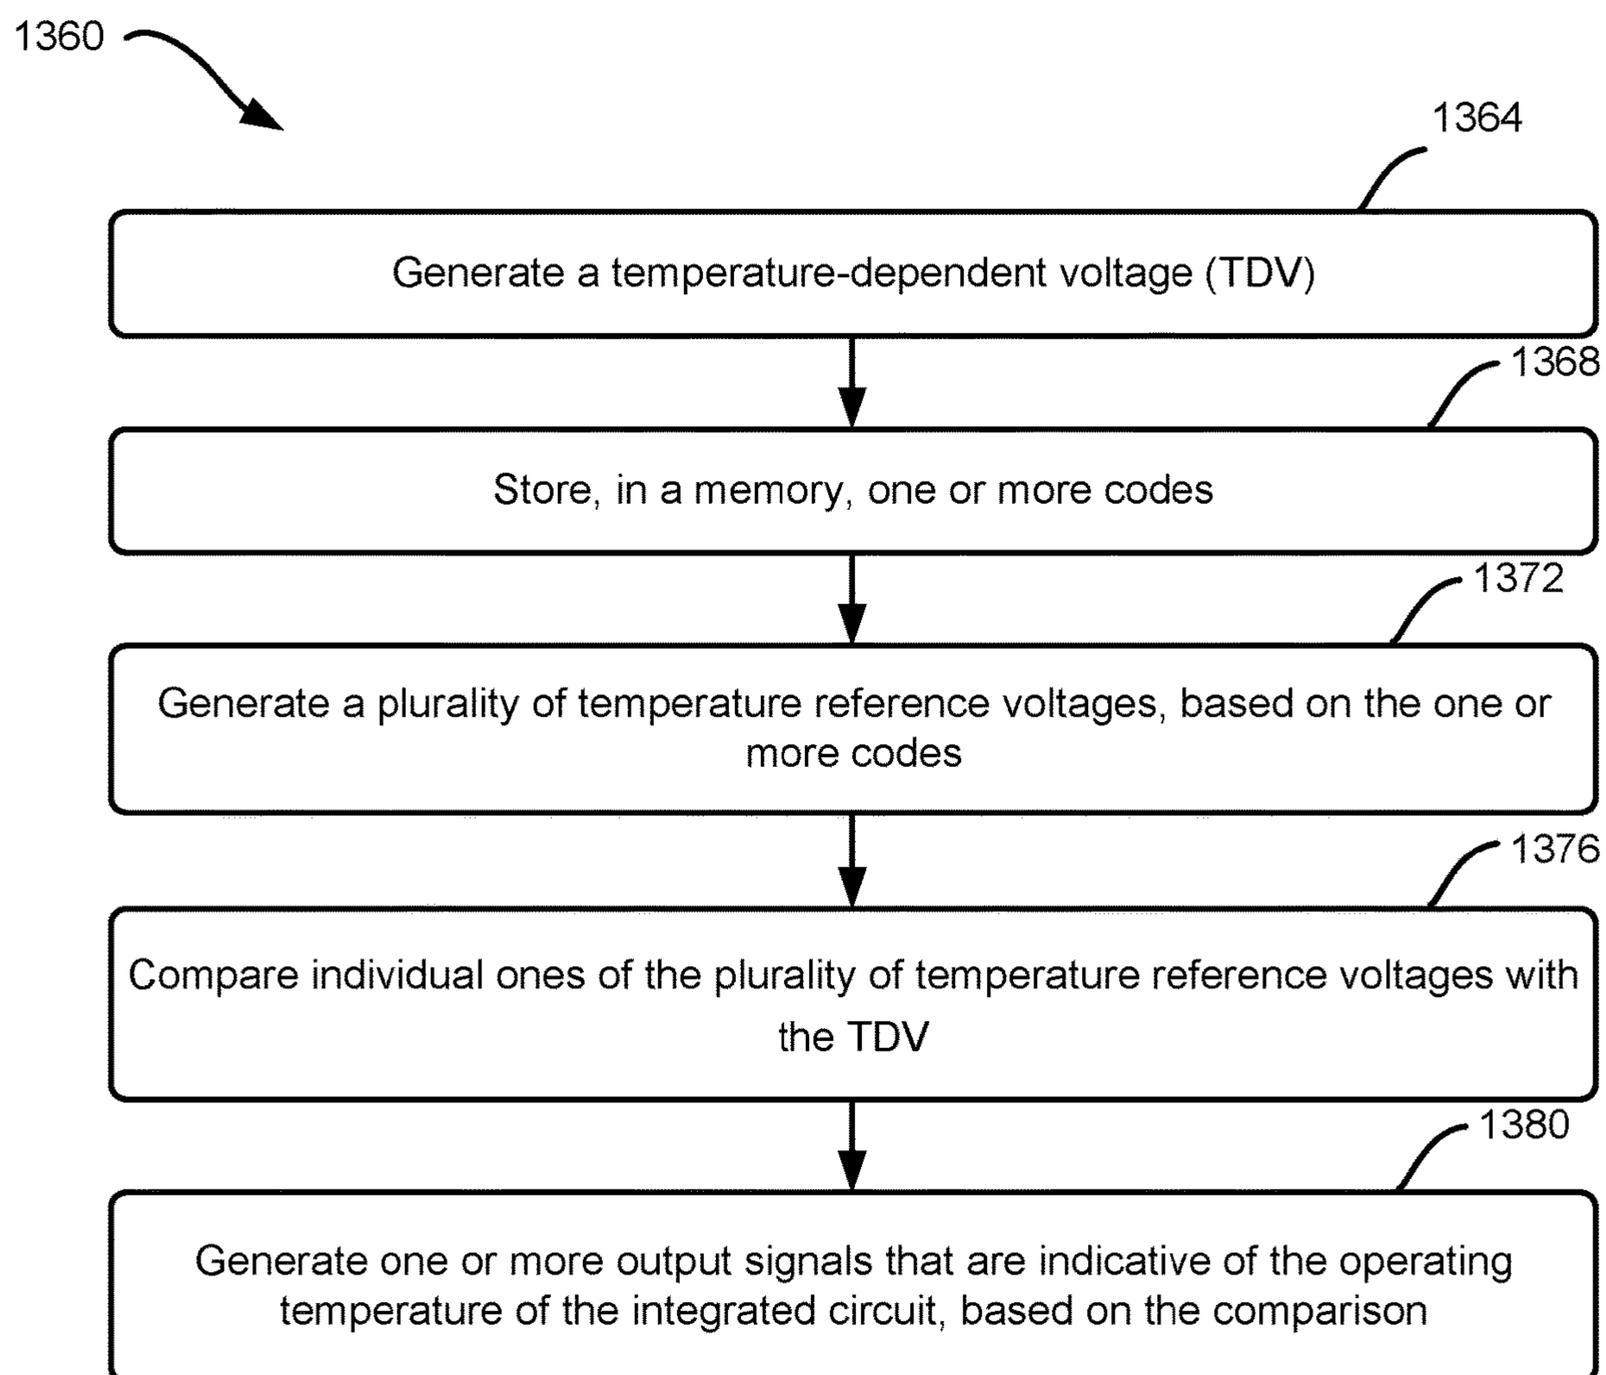 1360
1364
Generate a temperature-dependent voltage (TDV)
1368
Store, in a memory, one or more codes
1372
Generate a plurality of temperature reference voltages, based on the one or
more codes
1376
Compare individual ones of the plurality of temperature reference voltages with
the TDV
1380
Generate one or more output signals that are indicative of the operating
temperature of the integrated circuit, based on the comparison